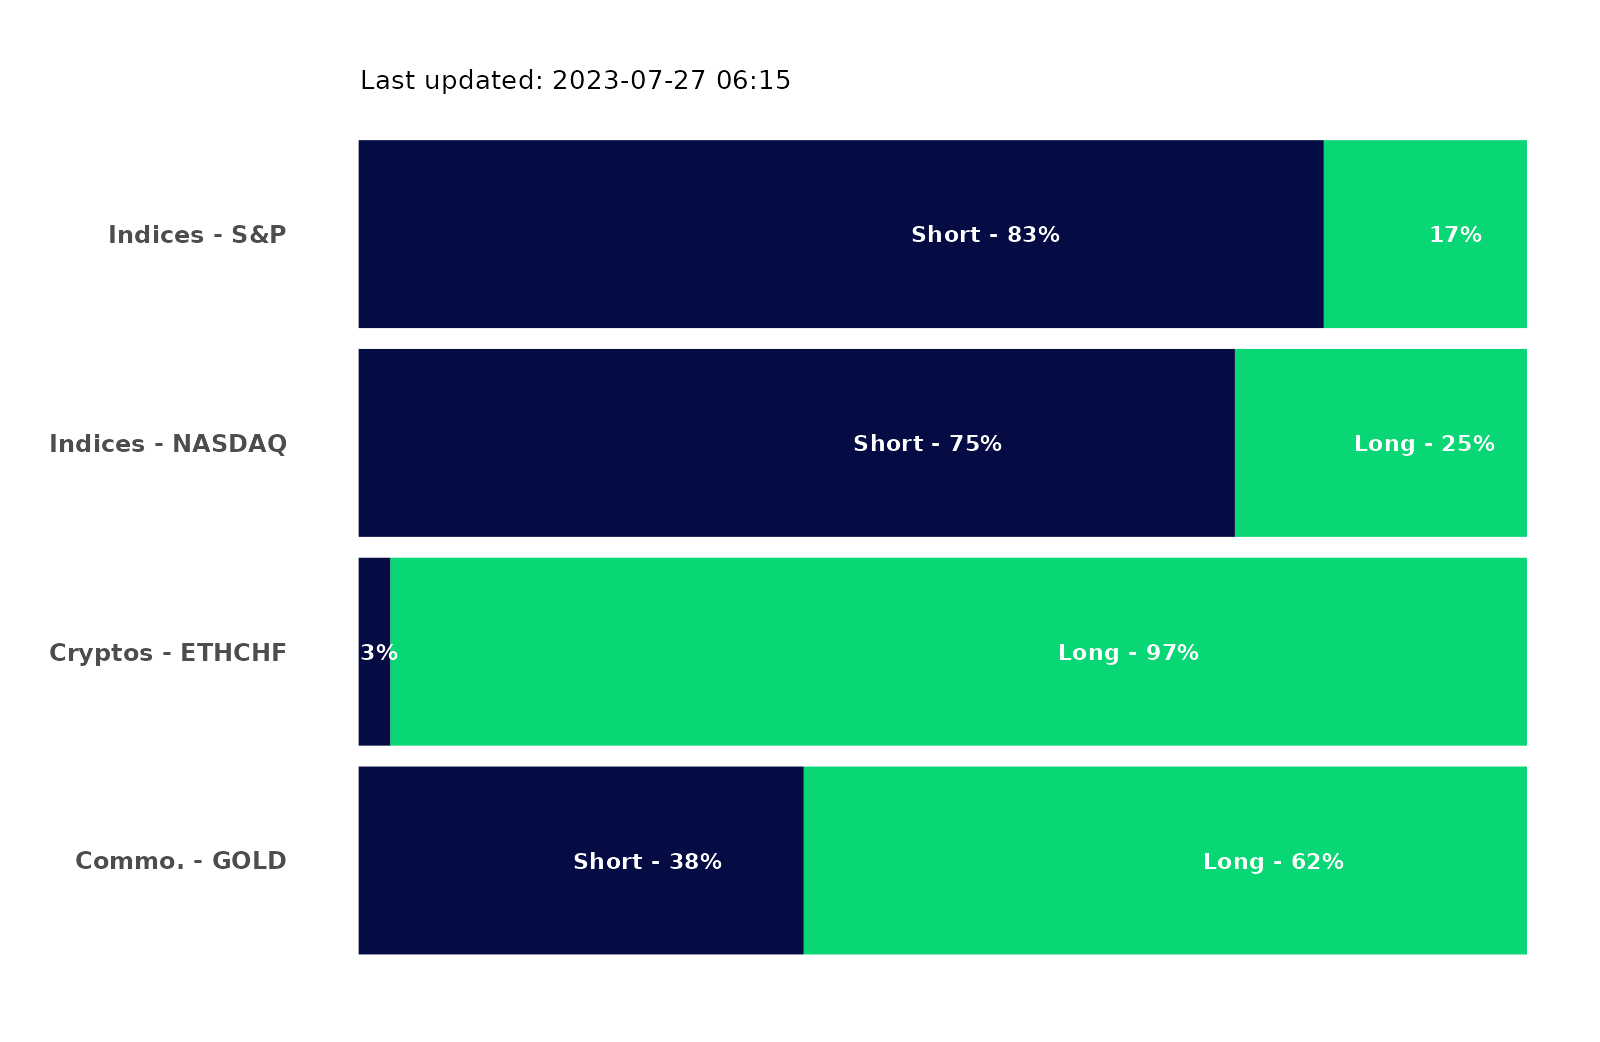 Last updated: 2023-07-27 06:15
Indices - S&P
Short - 83%
17%
Indices - NASDAQ
Short - 75%
Long - 25%
Cryptos - ETHCHF
3%
Long - 97%
Commo. - GOLD
Short - 38%
Long - 62%